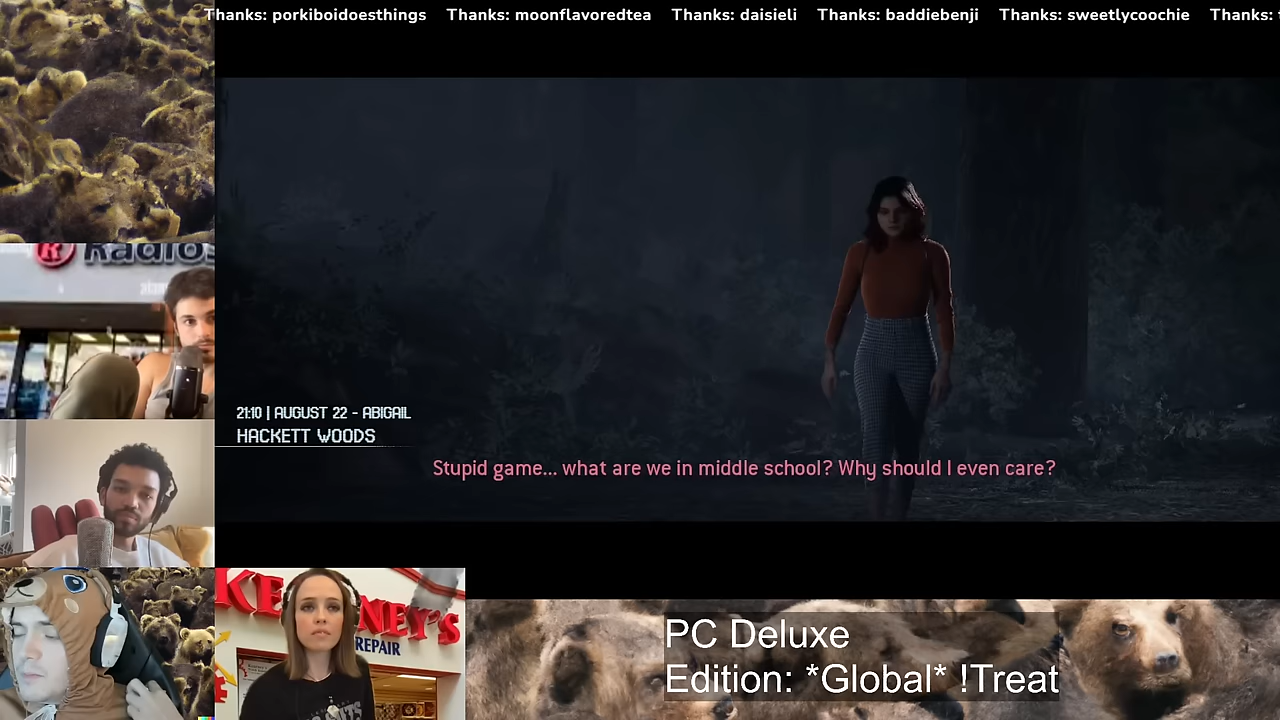 Thanks: porkiboidoesthings Thanks: moonflavoredtea Thanks: daisieli Thanks: baddiebenji Thanks: sweetlycoochie Thanks:
21:10 | AUGUST 22 - ABIGAIL
HACKETT WOODS
Stupid game... what are we in middle school? Why should I even care?
REPAIR
PC Deluxe
Edition: *Global* !Treat